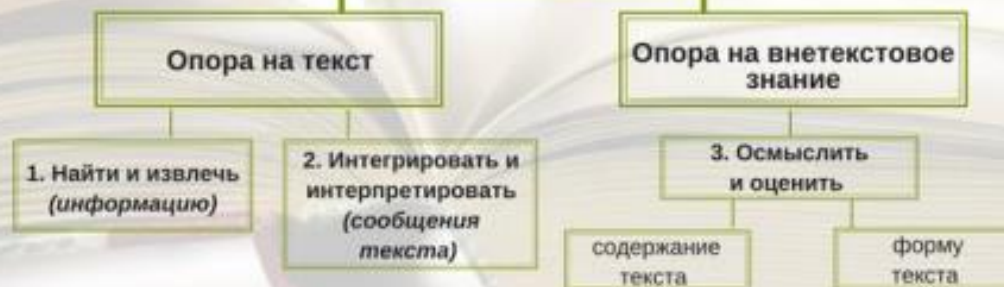 Опора на текст
Опора на внетекстовое
знание
1. Найти и извлечь
(информацию)
2. Интегрировать и
интерпретировать
(сообщения
текста)
3. Осмыслить
и оценить
содержание
текста
форму
текста